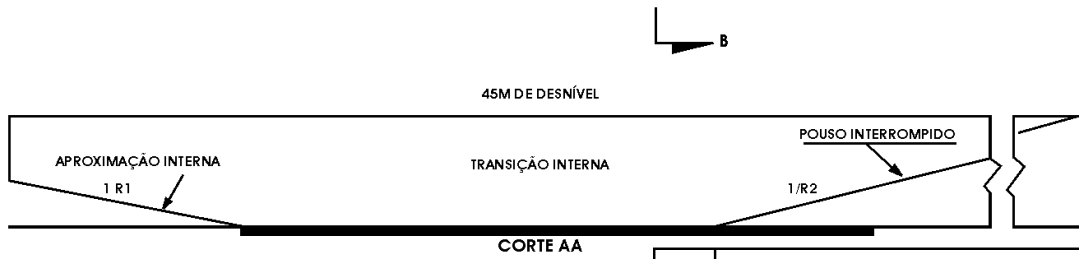 B
45M DE DESNÍVEL
POUSO INTERROMPIDO
APROXIMAÇÃO INTERNA
TRANSIÇÃO INTERNA
1 R1
1/R2
CORTE AA